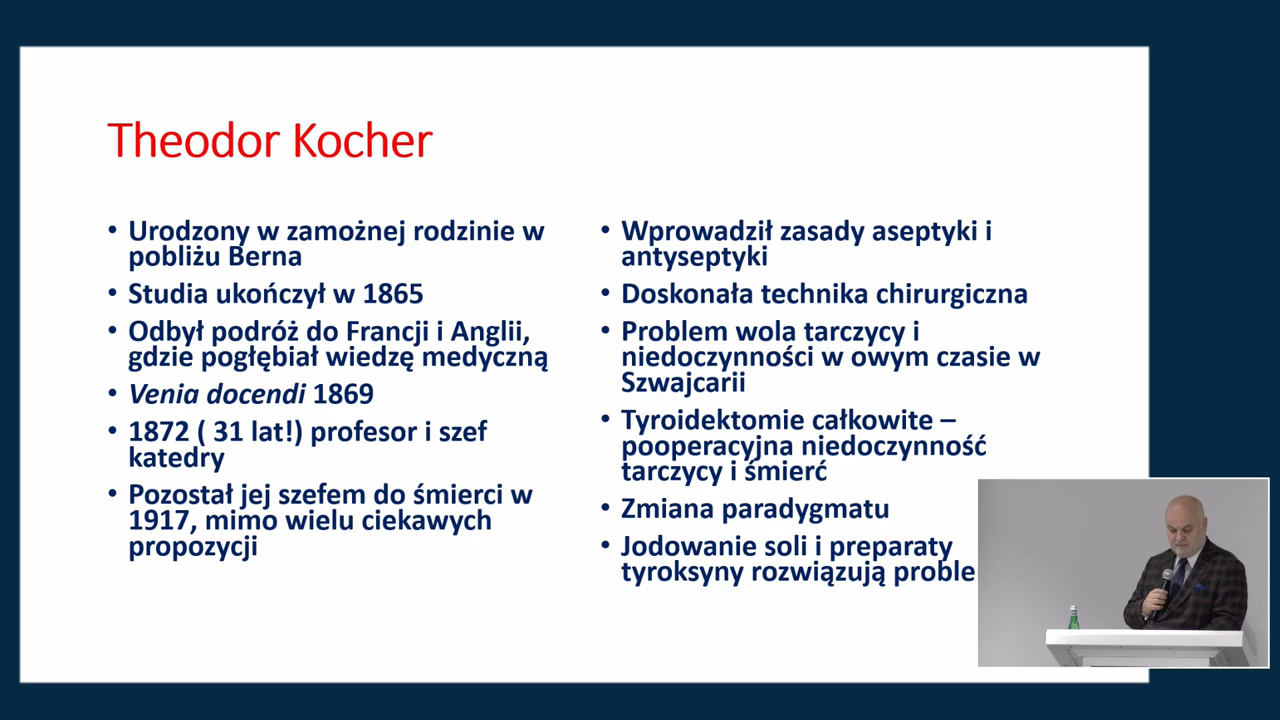 Theodor Kocher
• Urodzony w zamożnej rodzinie w
pobliżu Berna
• Studia ukończył w 1865
• Odbył podróż do Francji i Anglii,
gdzie pogłębiał wiedzę medyczną
• Venia docendi 1869
• 1872 ( 31 lat!) profesor i szef
katedry
• Pozostał jej szefem do śmierci w
1917, mimo wielu ciekawych
propozycji
• Wprowadził zasady aseptyki i
antyseptyki
• Doskonała technika chirurgiczna
• Problem wola tarczycy i
niedoczynności w owym czasie w
Szwajcarii
• Tyroidektomie całkowite –
pooperacyjna niedoczynność
tarczycy i śmierć
• Zmiana paradygmatu
• Jodowanie soli i preparaty
tyroksyny rozwiązują proble